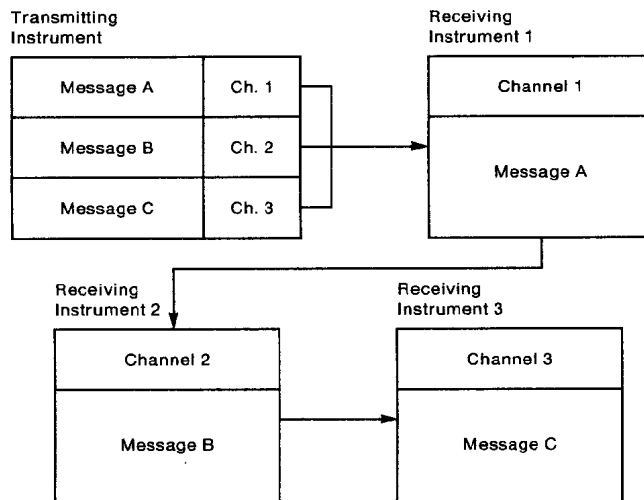 Transmitting
Instrument
Message A
Ch. 1
Message B
Ch. 2
Message C
Ch. 3
Receiving
Instrument 1
Channel 1
Message A
Receiving
Instrument 2
Channel 2
Message B
Receiving
Instrument 3
Channel 3
Message C